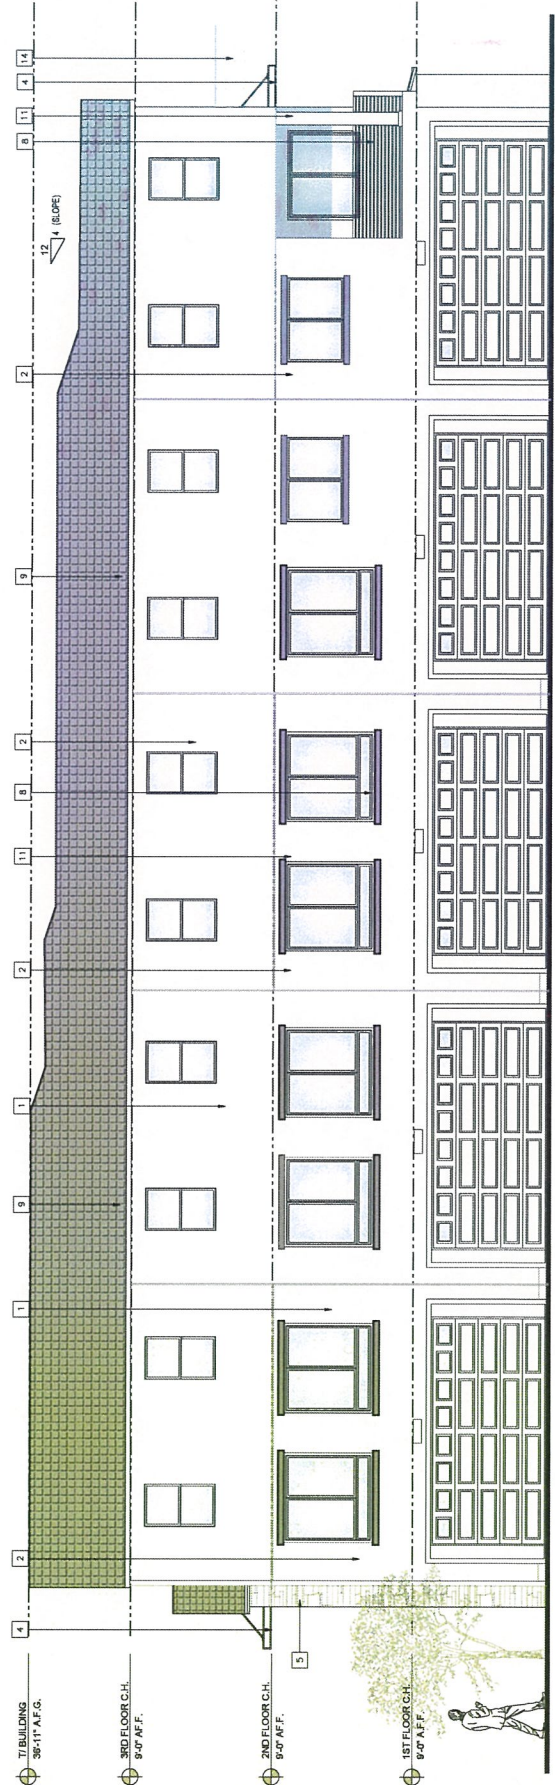 4 2 1 9 1 2 11 8 2 9 2 8 11 4 14
12
4 (SLOPE)
T/ BUILDING
36'-11" A.F.G.
3RD FLOOR C.H.
9'-0" A.F.F.
2ND FLOOR C.H.
9'-0" A.F.F.
5
1ST FLOOR C.H.
9'-0" A.F.F.